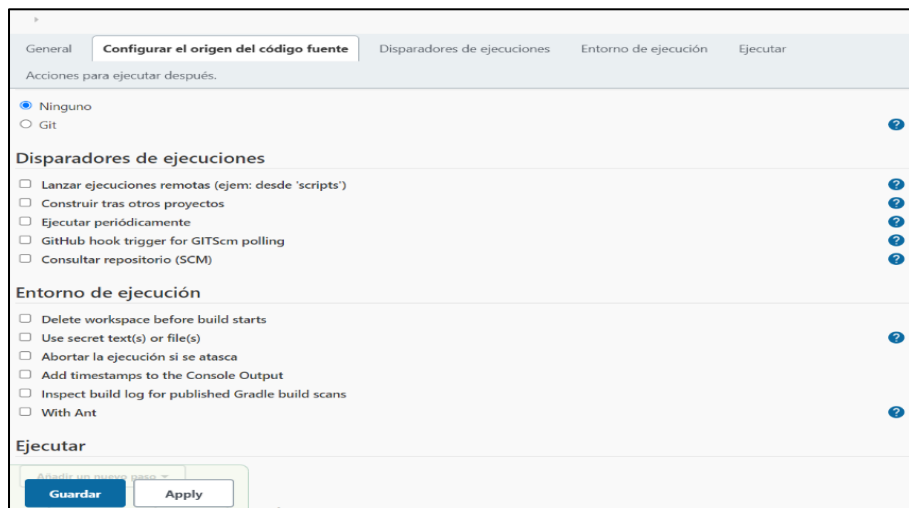 General Configurar el origen del código fuente Disparadores de ejecuciones Entorno de ejecución Ejecutar
Acciones para ejecutar después.
Ninguno
Git
Disparadores de ejecuciones
Lanzar ejecuciones remotas (ejem: desde 'scripts')
Construir tras otros proyectos
Ejecutar periódicamente
GitHub hook trigger for GITScm polling
Consultar repositorio (SCM)
Entorno de ejecución
Delete workspace before build starts
Use secret text(s) or file(s)
Abortar la ejecución si se atasca
Add timestamps to the Console Output
Inspect build log for published Gradle build scans
With Ant
Ejecutar
Añadir un nuevo paso
Guardar Apply